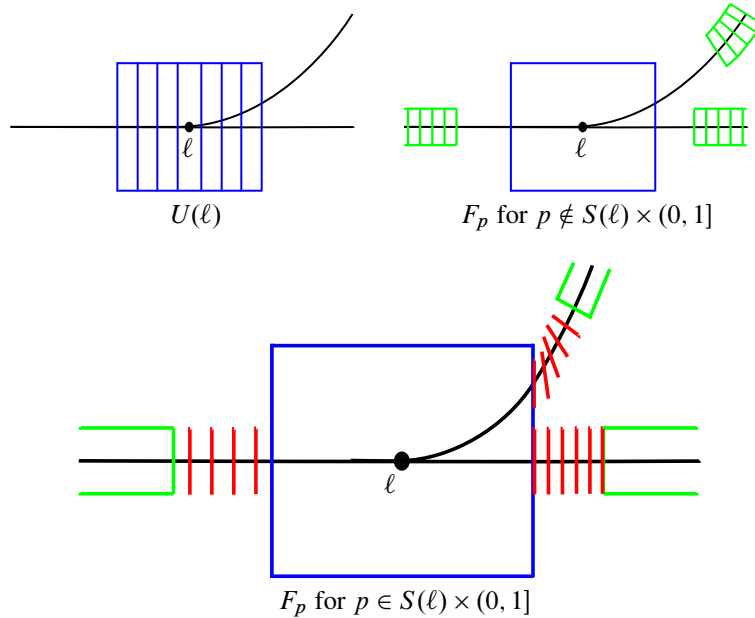 ℓ
ℓ
U(ℓ)
F_p for p ∉ S(ℓ) × (0, 1]
ℓ
F_p for p ∈ S(ℓ) × (0, 1]